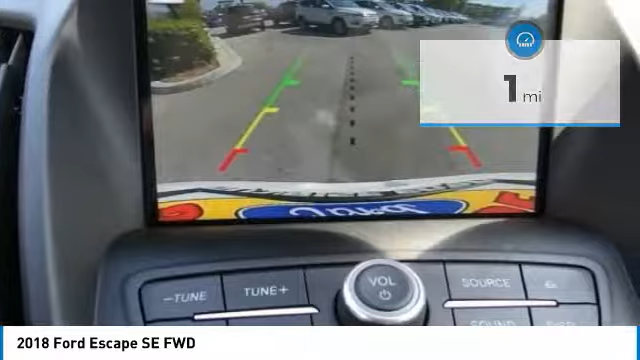 1 mi
VOL
-TUNE
TUNE+
SOURCE
SOUND
2018 Ford Escape SE FWD